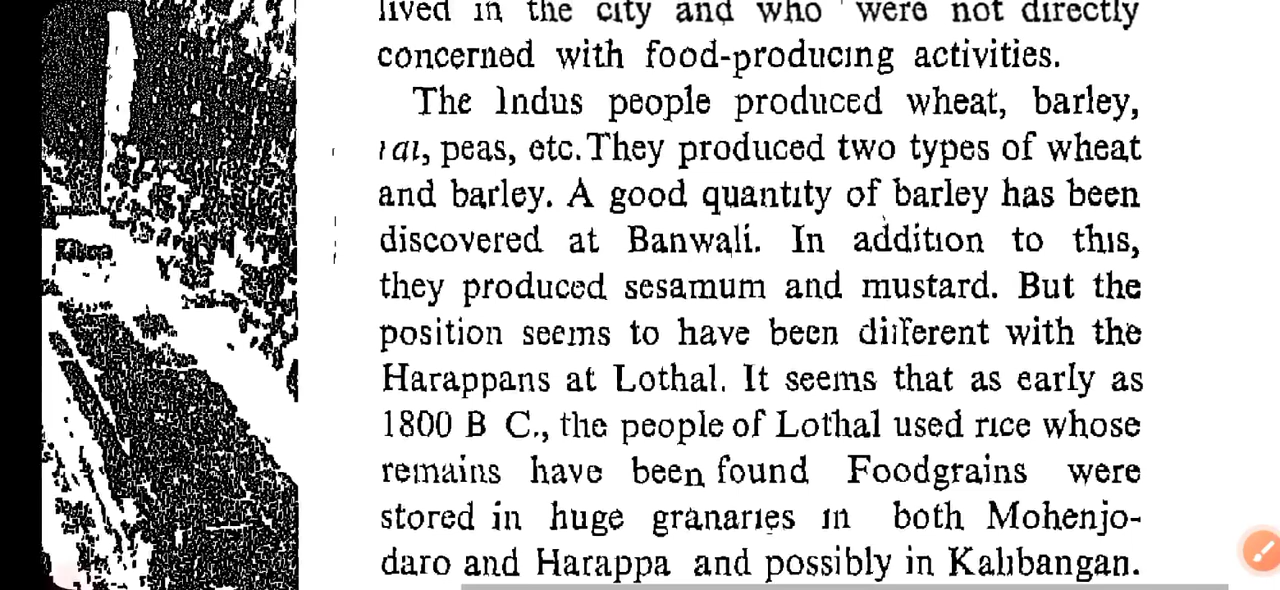 lived in the city and who were not directly
concerned with food-producing activities.
The Indus people produced wheat, barley,
rai, peas, etc. They produced two types of wheat
and barley. A good quantity of barley has been
discovered at Banwali. In addition to this,
they produced sesamum and mustard. But the
position seems to have been different with the
Harappans at Lothal. It seems that as early as
1800 B C., the people of Lothal used rice whose
remains have been found Foodgrains were
stored in huge granaries in both Mohenjo-
daro and Harappa and possibly in Kalibangan.